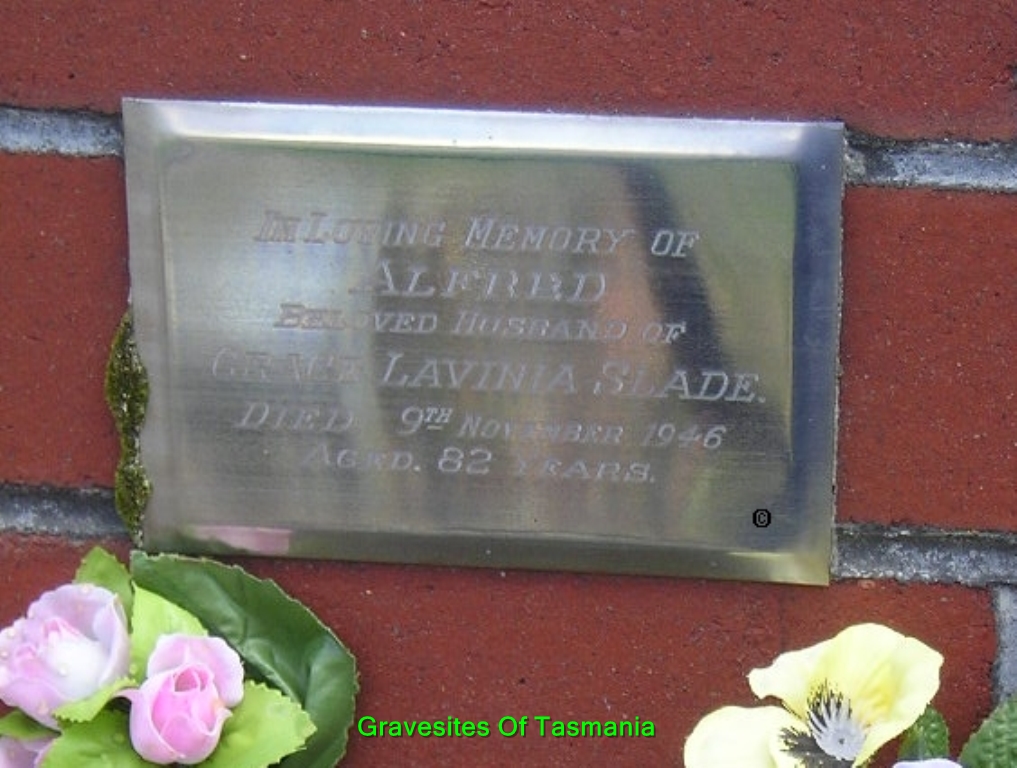 IN LOVING MEMORY OF
ALFRED
BELOVED HUSBAND OF
GRACE LAVINIA SLADE.
DIED 9TH NOVEMBER 1946
AGED. 82 YEARS.
©
Gravesites Of Tasmania